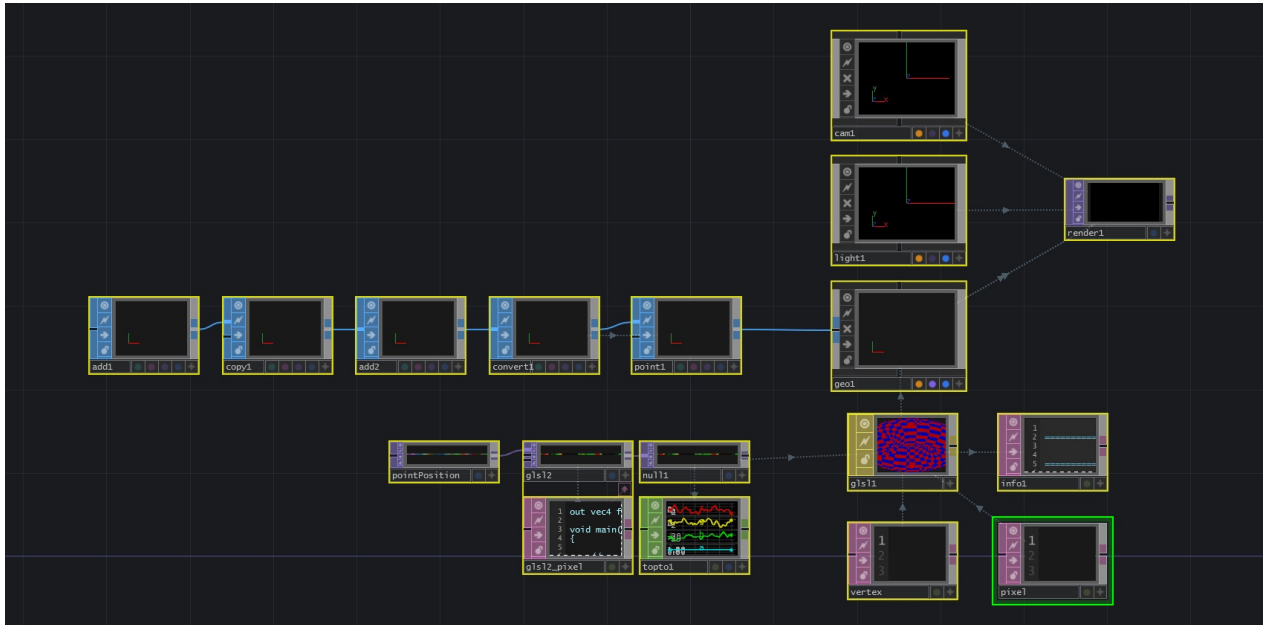 cam1
light1
render1
add1
copy1
add2
convert1
point1
geo1
pointPosition
glsl2
null1
glsl1
info1
1
2
3
4
5
1 out vec4 f
2
3 void main()
4 {
5
glsl2_pixel
topto1
1
2
3
vertex
1
2
3
pixel